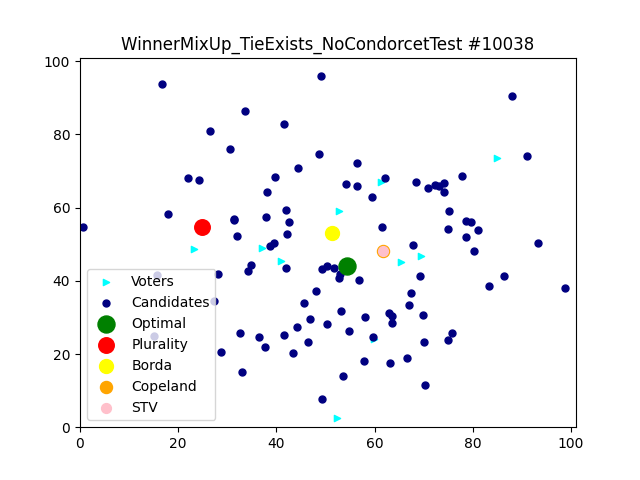 WinnerMixUp_TieExists_NoCondorcetTest #10038
100
80
60
40
20
0
0 20 40 60 80 100
Voters
Candidates
Optimal
Plurality
Borda
Copeland
STV